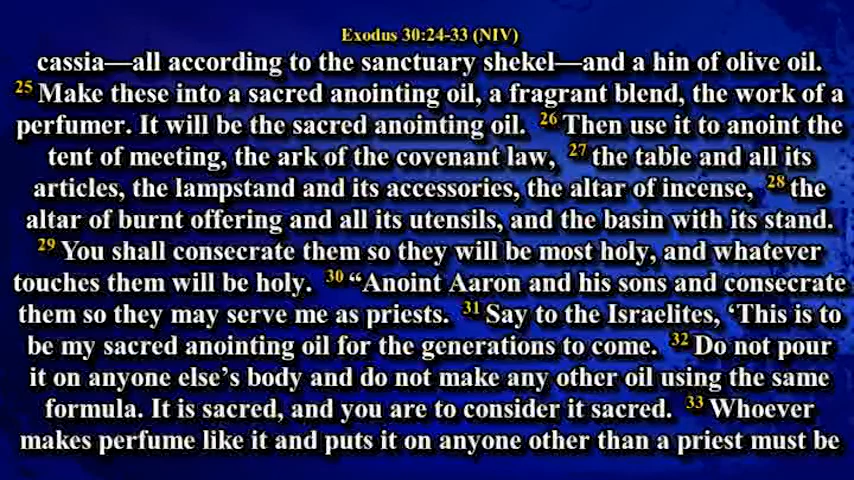 Exodus 30:24-33 (NIV)
cassia—all according to the sanctuary shekel—and a hin of olive oil.
25 Make these into a sacred anointing oil, a fragrant blend, the work of a
perfumer. It will be the sacred anointing oil. 26 Then use it to anoint the
tent of meeting, the ark of the covenant law, 27 the table and all its
articles, the lampstand and its accessories, the altar of incense, 28 the
altar of burnt offering and all its utensils, and the basin with its stand.
29 You shall consecrate them so they will be most holy, and whatever
touches them will be holy. 30 “Anoint Aaron and his sons and consecrate
them so they may serve me as priests. 31 Say to the Israelites, ‘This is to
be my sacred anointing oil for the generations to come. 32 Do not pour
it on anyone else’s body and do not make any other oil using the same
formula. It is sacred, and you are to consider it sacred. 33 Whoever
makes perfume like it and puts it on anyone other than a priest must be